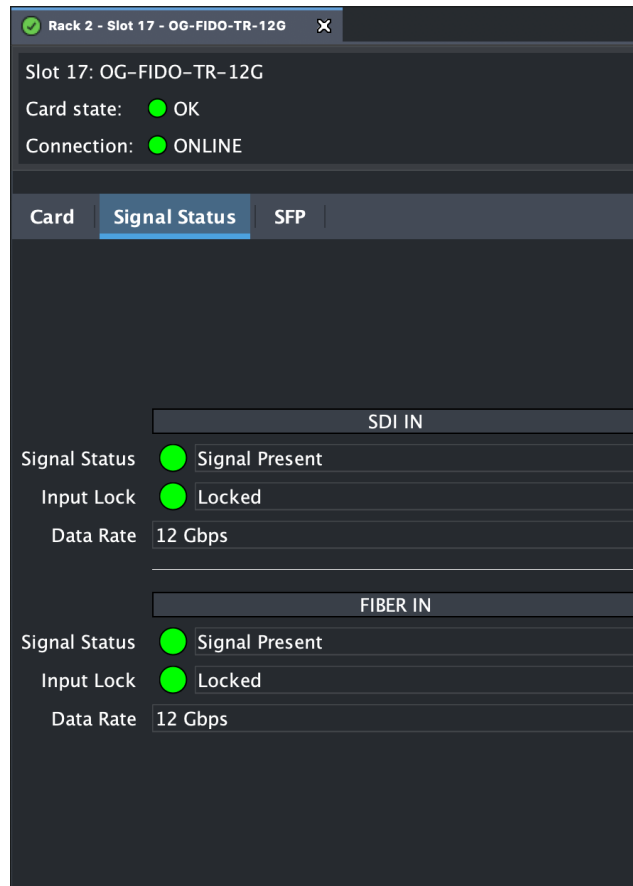 Rack 2 - Slot 17 - OG-FIDO-TR-12G
Slot 17: OG-FIDO-TR-12G
Card state: OK
Connection: ONLINE
Card Signal Status SFP
SDI IN
Signal Status Signal Present
Input Lock Locked
Data Rate 12 Gbps
FIBER IN
Signal Status Signal Present
Input Lock Locked
Data Rate 12 Gbps